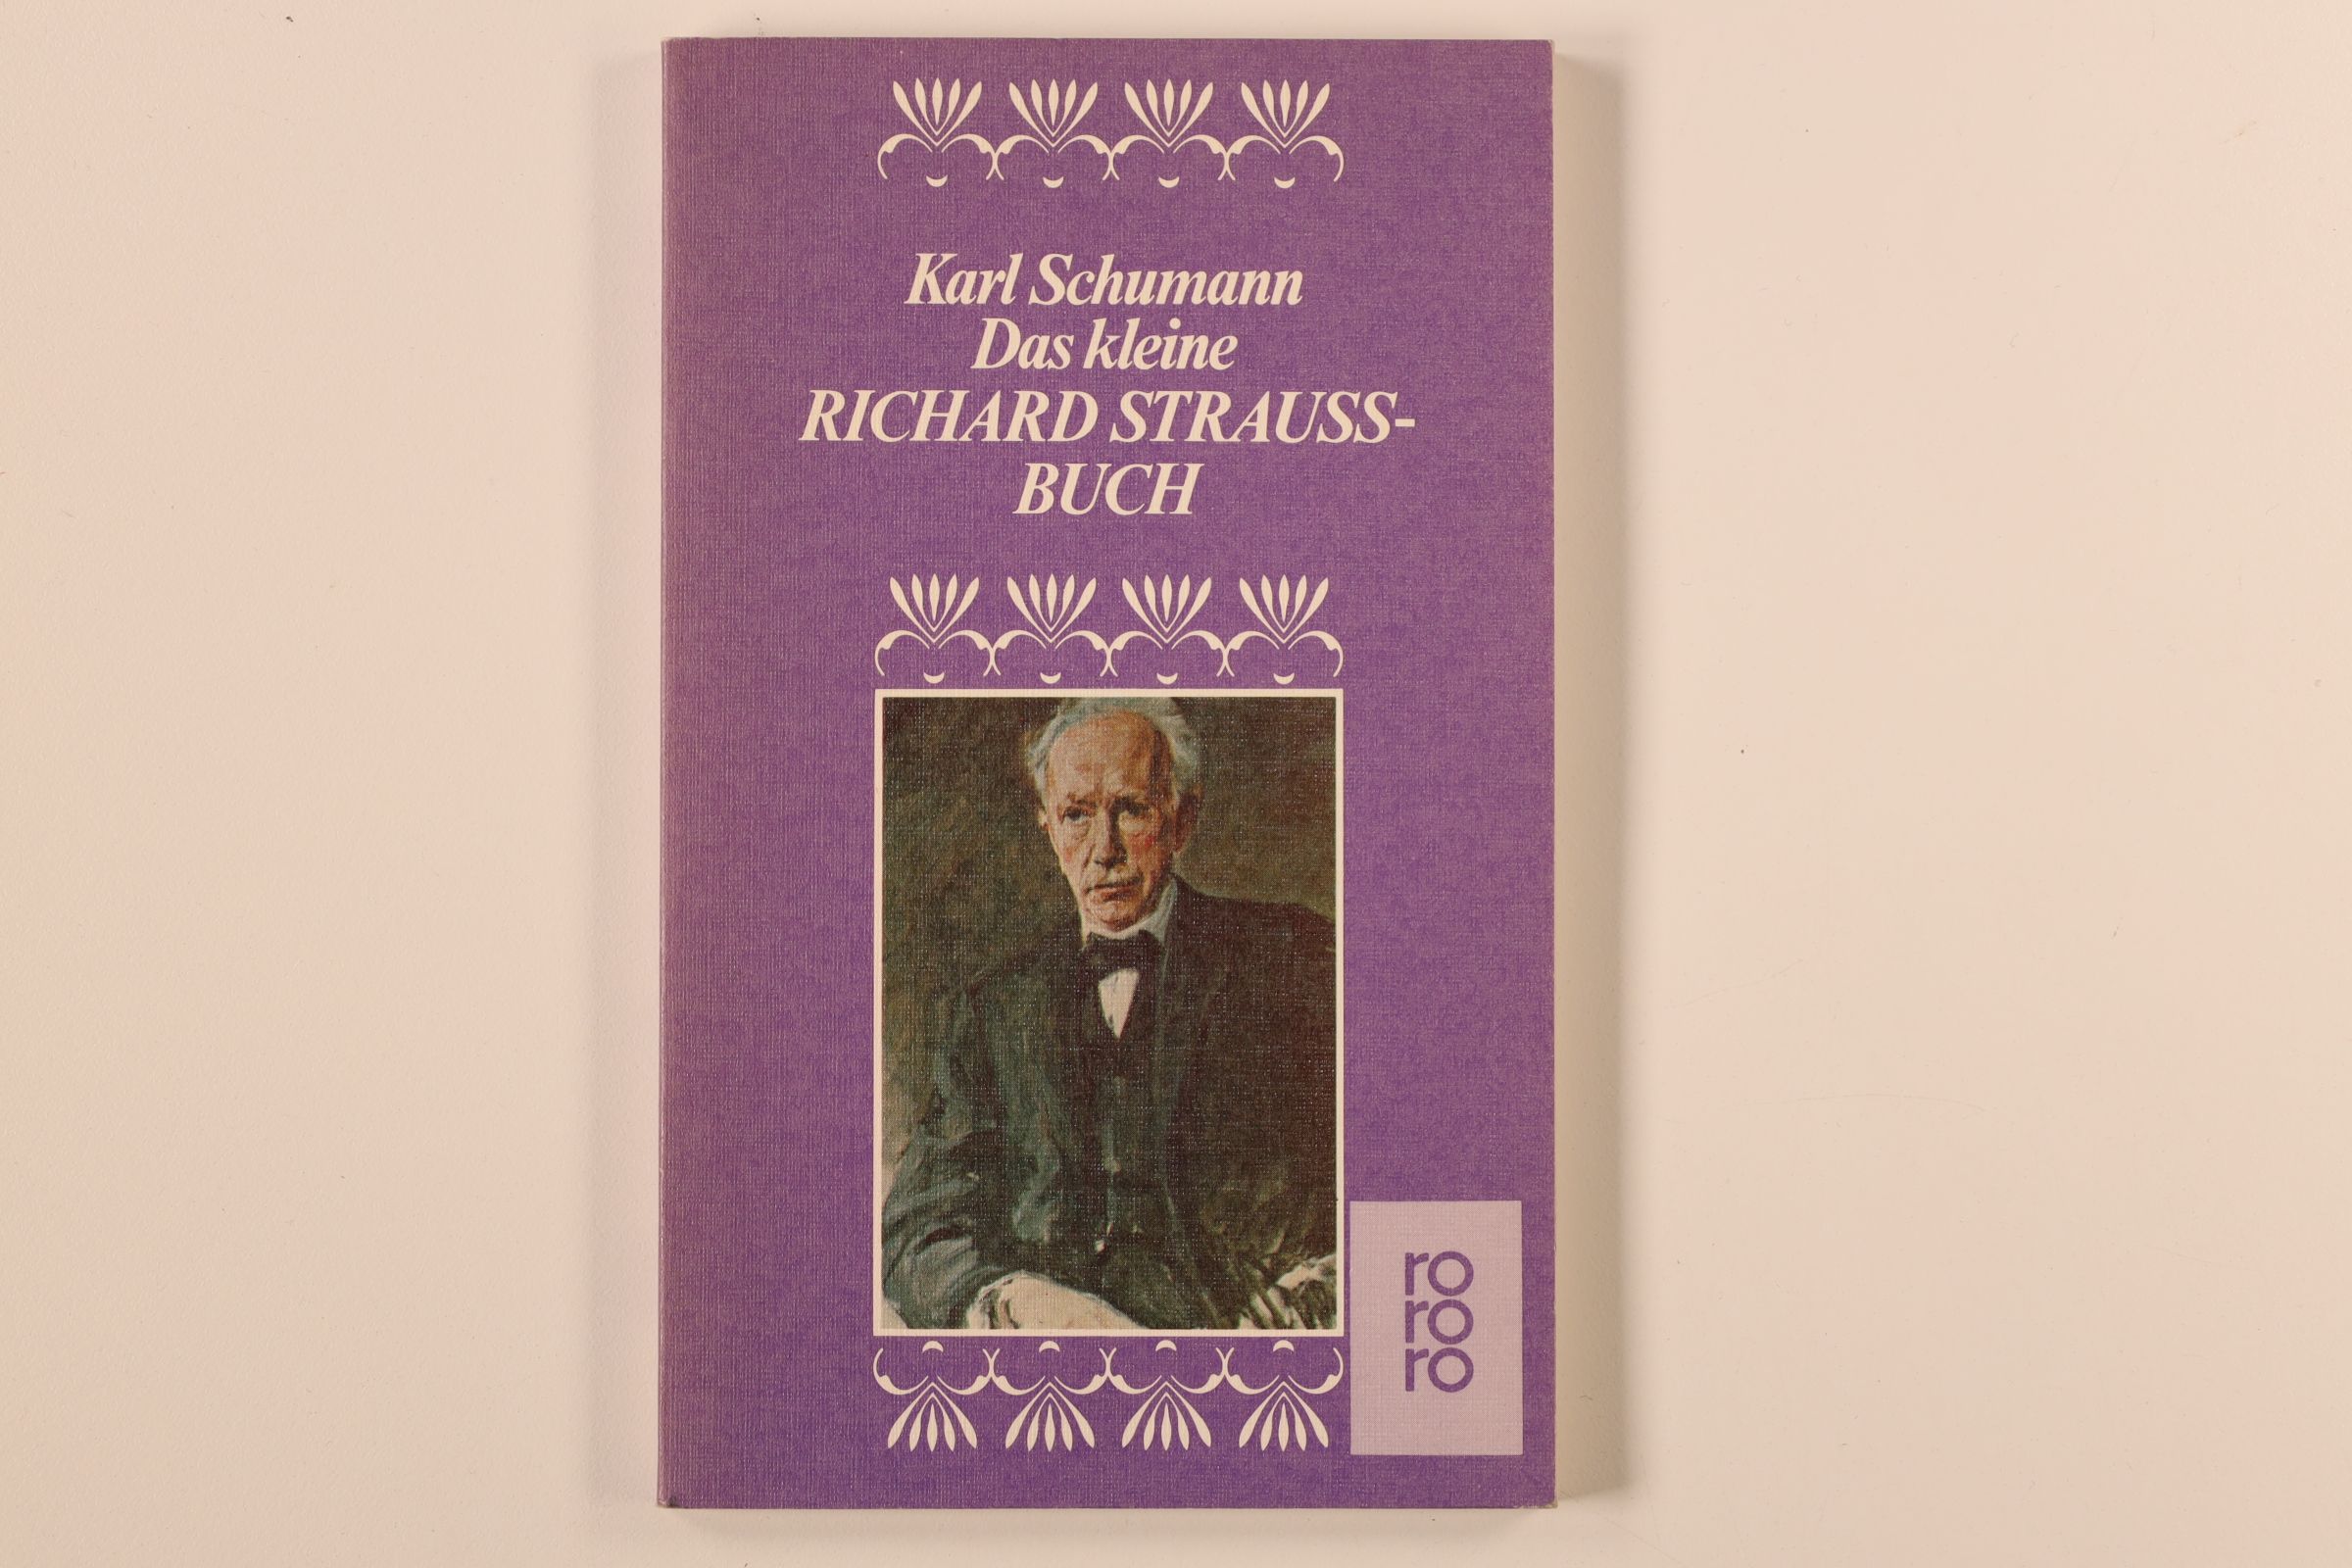 Karl Schumann
Das kleine
RICHARD STRAUSS-
BUCH
ro
ro
ro